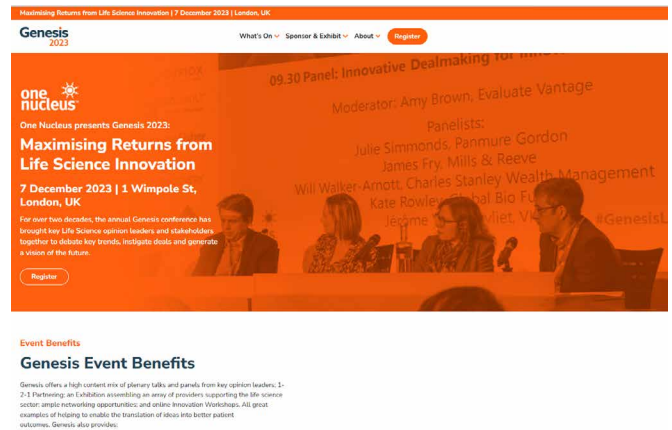 Maximising Returns from Life Science Innovation | 7 December 2023 | London, UK
Genesis
2023
What's On
Sponsor & Exhibit
About
Register
one
nucleus
One Nucleus presents Genesis 2023:
Maximising Returns from
Life Science Innovation
7 December 2023 | 1 Wimpole St,
London, UK
For over two decades, the annual Genesis conference has
brought key Life Science opinion leaders and stakeholders
together to debate key trends, instigate deals and generate
a vision of the future.
Register
09.30 Panel: Innovative Dealmaking for
Moderator: Amy Brown, Evaluate Vantage
Panelists:
Julie Simmonds, Panmure Gordon
James Fry, Mills & Reeve
Will Walker-Arnott, Charles Stanley Wealth Management
Kate Rowley, bal Bio Fu
Jérôme Vliet, V
#GenesisL
Event Benefits
Genesis Event Benefits
Genesis offers a high content mix of plenary talks and panels from key opinion leaders; 1-
2-1 Partnering; an Exhibition assembling an array of providers supporting the life science
sector; ample networking opportunities; and online Innovation Workshops. All great
examples of helping to enable the translation of ideas into better patient
outcomes. Genesis also provides: